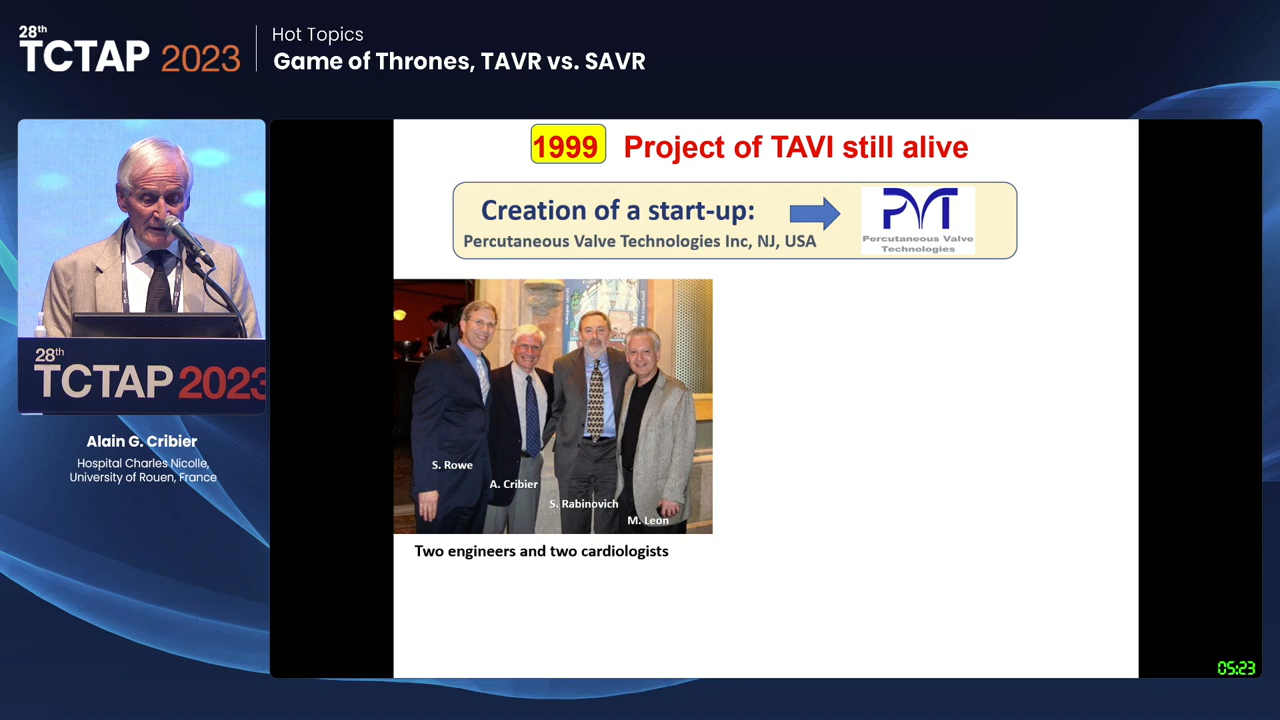 28th
TCTAP 2023
Hot Topics
Game of Thrones, TAVR vs. SAVR
1999 Project of TAVI still alive
Creation of a start-up:
Percutaneous Valve Technologies Inc, NJ, USA
PVT
Percutaneous Valve
Technologies
S. Rowe
A. Cribier
S. Rabinovich
M. Leon
Two engineers and two cardiologists
28th
TCTAP 2023
Alain G. Cribier
Hospital Charles Nicolle,
University of Rouen, France
05:23